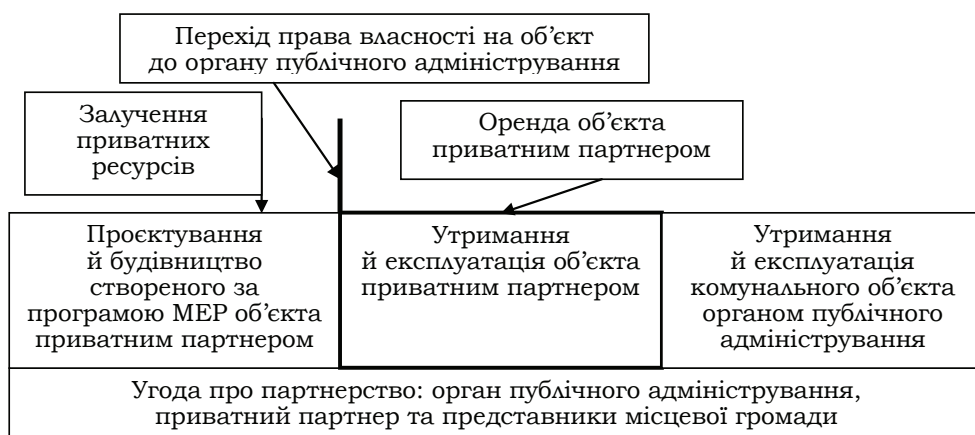 Перехід права власності на об’єкт
до органу публічного адміністрування
Залучення
приватних
ресурсів
Оренда об’єкта
приватним партнером
Проєктування
й будівництво
створеного за
програмою МЕР об’єкта
приватним партнером
Утримання
й експлуатація об’єкта
приватним партнером
Утримання
й експлуатація
комунального об’єкта
органом публічного
адміністрування
Угода про партнерство: орган публічного адміністрування,
приватний партнер та представники місцевої громади